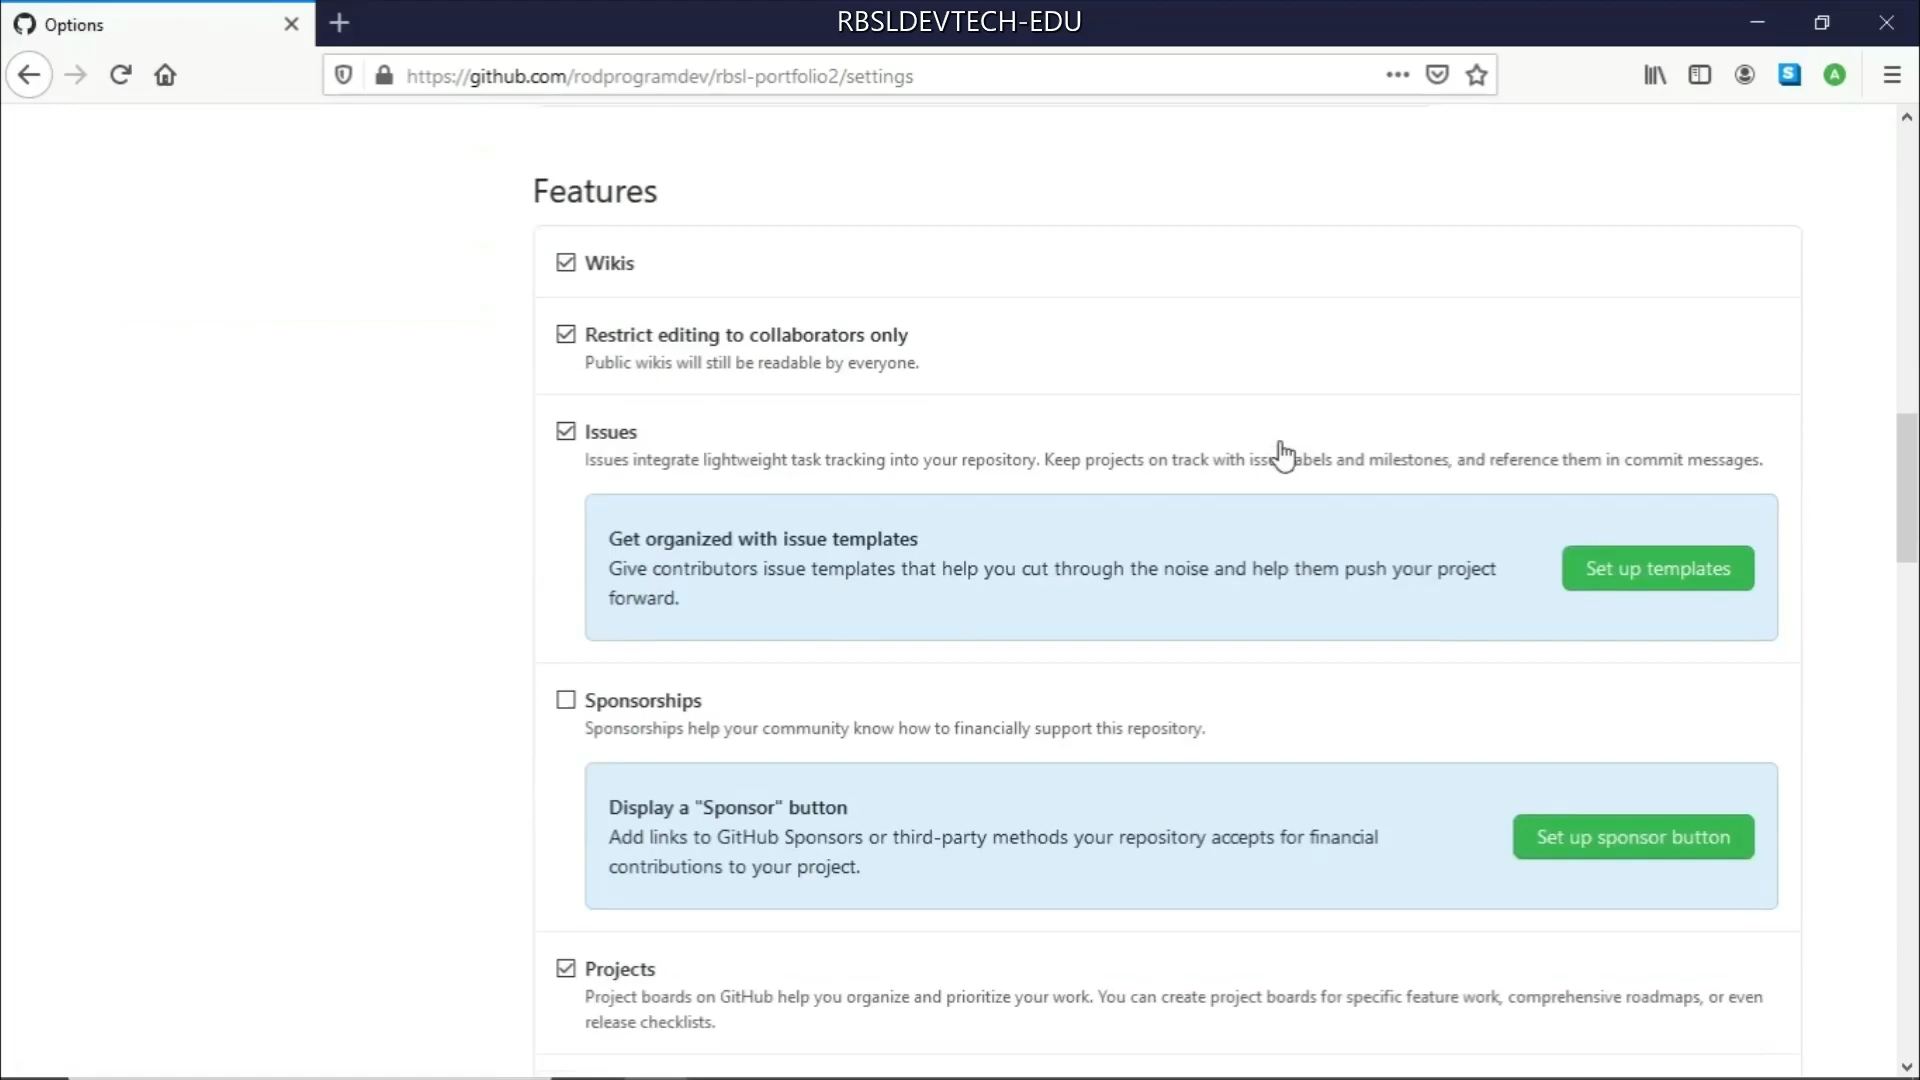 Options
RBSLDEVTECH-EDU
https://github.com/rodprogramdev/rbsl-portfolio2/settings
S
A
Features
Wikis
Restrict editing to collaborators only
Public wikis will still be readable by everyone.
Issues
Issues integrate lightweight task tracking into your repository. Keep projects on track with labels and milestones, and reference them in commit messages.
Get organized with issue templates
Give contributors issue templates that help you cut through the noise and help them push your project
forward.
Set up templates
Sponsorships
Sponsorships help your community know how to financially support this repository.
Display a "Sponsor" button
Add links to GitHub Sponsors or third-party methods your repository accepts for financial
contributions to your project.
Set up sponsor button
Projects
Project boards on GitHub help you organize and prioritize your work. You can create project boards for specific feature work, comprehensive roadmaps, or even
release checklists.